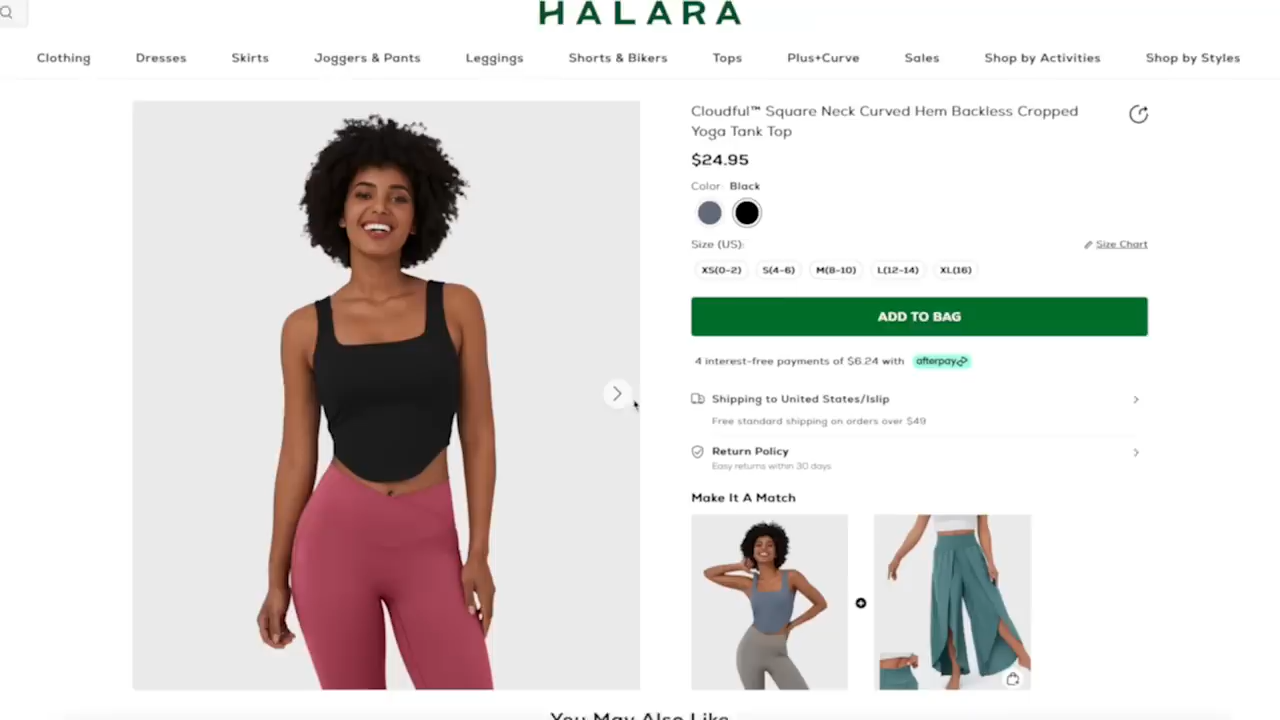 HALARA
Clothing
Dresses
Skirts
Joggers & Pants
Leggings
Shorts & Bikers
Tops
Plus+Curve
Sales
Shop by Activities
Shop by Styles
Cloudful™ Square Neck Curved Hem Backless Cropped
Yoga Tank Top
$24.95
Color: Black
Size (US):
Size Chart
XS(0-2)
S(4-6)
M(8-10)
L(12-14)
XL(16)
ADD TO BAG
4 interest-free payments of $6.24 with afterpay
Shipping to United States/Islip
Free standard shipping on orders over $49
Return Policy
Easy returns within 30 days
Make It A Match
You May Also Like